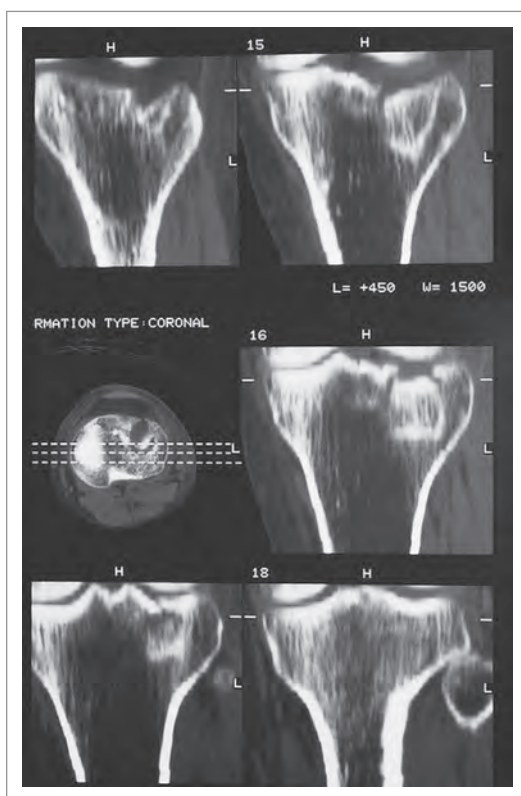 H
15
H
L
L
L= +450 W= 1500
RMATION TYPE:CORONAL
16
H
L
L
H
18
H
L
L